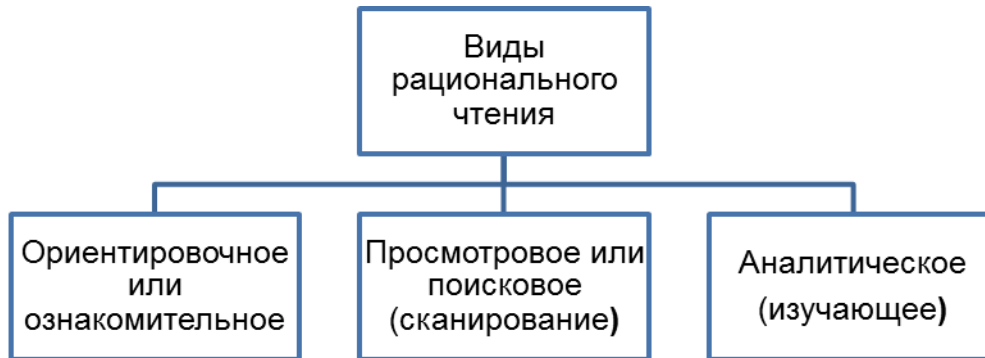 Виды
рационального
чтения
Ориентировочное
или
ознакомительное
Просмотровое или
поисковое
(сканирование)
Аналитическое
(изучающее)